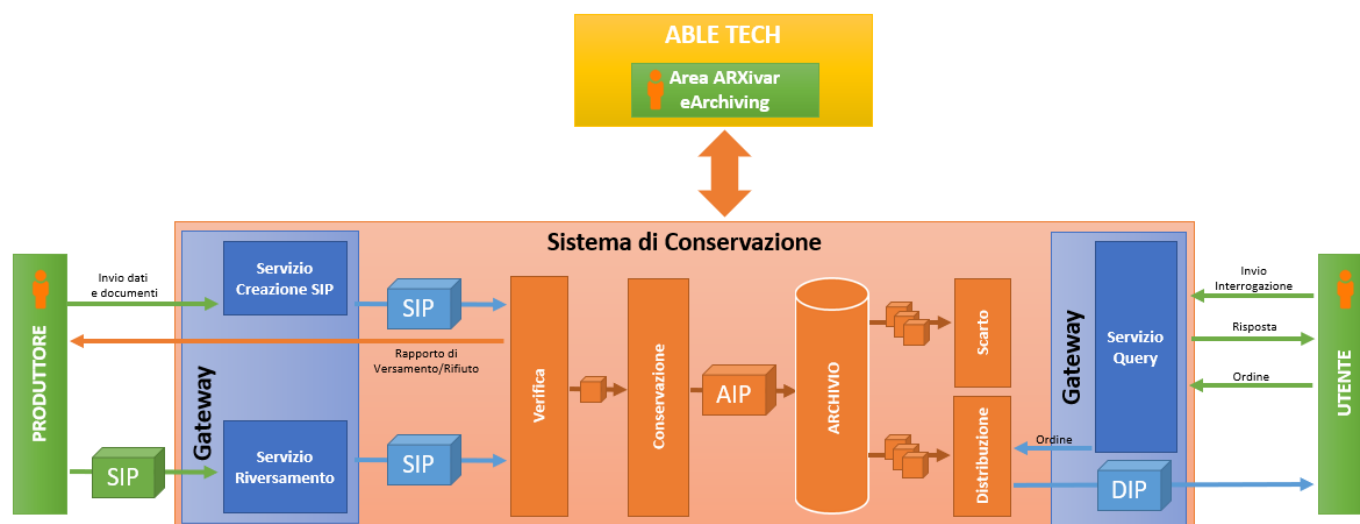 ABLE TECH
Area ARXivar
eArchiving
Sistema di Conservazione
PRODUTTORE
Invio dati
e documenti
SIP
Gateway
Servizio
Creazione SIP
Servizio
Riversamento
SIP
Rapporto di
Versamento/Rifiuto
SIP
Verifica
Conservazione
AIP
ARCHIVIO
Scarto
Distribuzione
Ordine
Gateway
Servizio
Query
DIP
Invio
Interrogazione
Risposta
Ordine
UTENTE